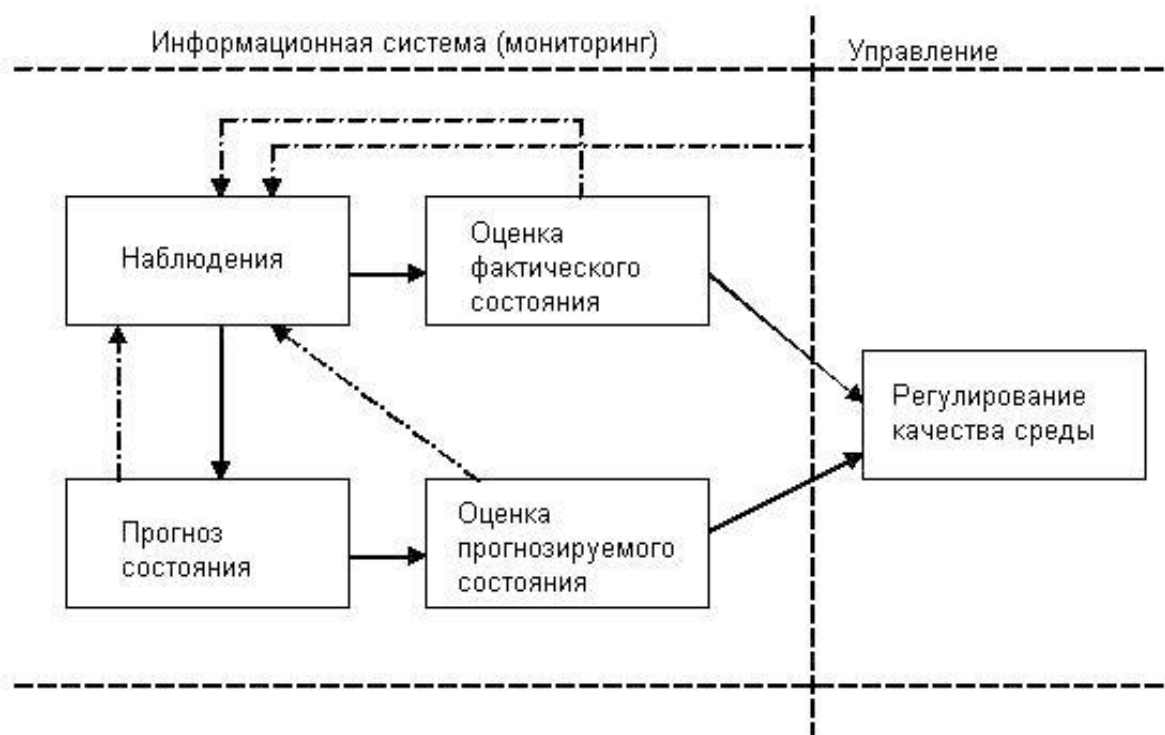 Информационная система (мониторинг)
Управление
Наблюдения
Оценка
фактического
состояния
Регулирование
качества среды
Прогноз
состояния
Оценка
прогнозируемого
состояния